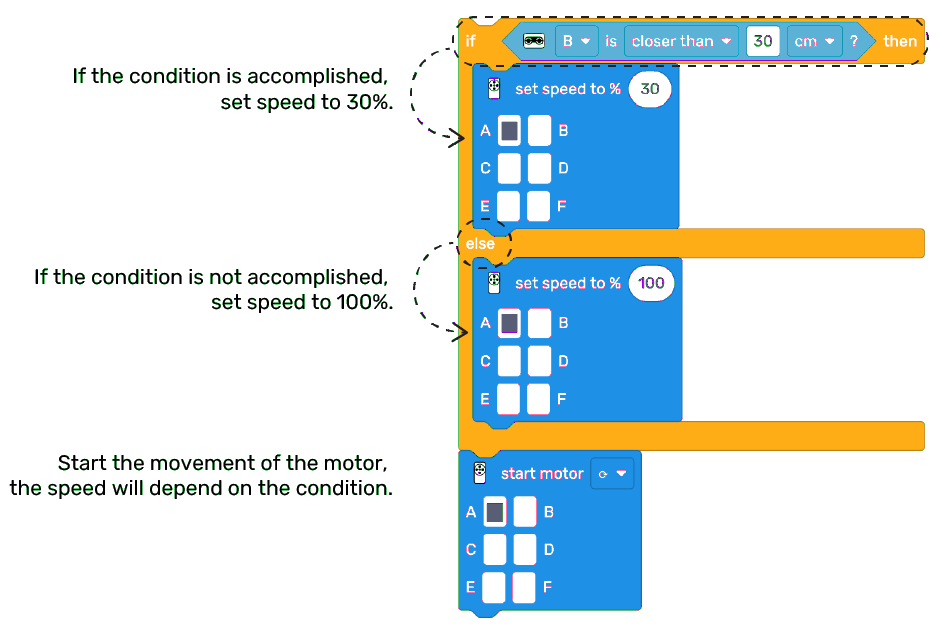 if B is closer than 30 cm ? then
If the condition is accomplished,
set speed to 30%.
set speed to % 30
A B
C D
E F
else
If the condition is not accomplished,
set speed to 100%.
set speed to % 100
A B
C D
E F
Start the movement of the motor,
the speed will depend on the condition.
start motor
A B
C D
E F